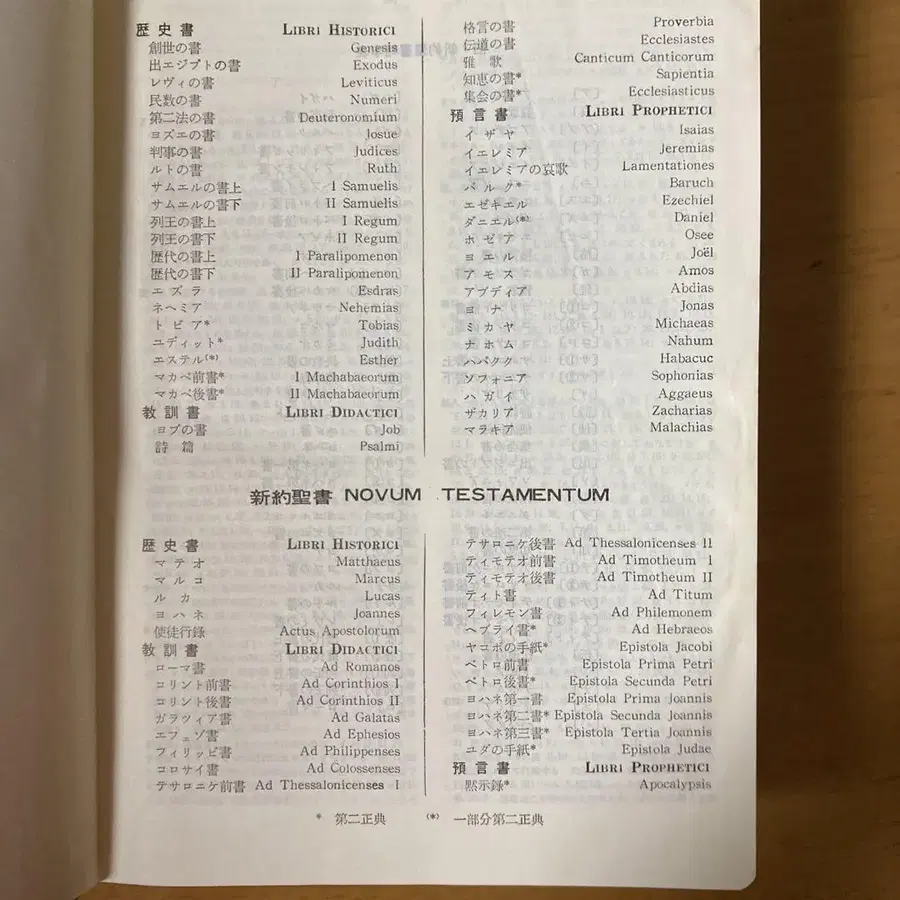 歴史書 LIBRI HISTORICI
創世の書 Genesis
出エジプトの書 Exodus
レヴィの書 Leviticus
民数の書 Numeri
第二法の書 Deuteronomium
ヨズエの書 Josue
判事の書 Judices
ルトの書 Ruth
サムエルの書上 I Samuelis
サムエルの書下 II Samuelis
列王の書上 I Regum
列王の書下 II Regum
歴代の書上 I Paralipomenon
歴代の書下 II Paralipomenon
エズラ Esdras
ネヘミア Nehemias
トビア* Tobias
ユディット* Judith
エステル(*) Esther
マカベ前書* I Machabaeorum
マカベ後書* II Machabaeorum
教訓書 LIBRI DIDACTICI
ヨブの書 Job
詩篇 Psalmi
格言の書 Proverbia
伝道の書 Ecclesiastes
雅歌 Canticum Canticorum
知恵の書* Sapientia
集会の書* Ecclesiasticus
預言書 LIBRI PROPHETICI
イザヤ Isaias
イエレミア Jeremias
イエレミアの哀歌 Lamentationes
バルク* Baruch
エゼキエル Ezechiel
ダニエル(*) Daniel
ホゼア Osee
ヨエル Joël
アモス Amos
アブディア Abdias
ヨナ Jonas
ミカヤ Michaeas
ナホム Nahum
ハバクク Habacuc
ソフォニア Sophonias
ハガイ Aggaeus
ザカリア Zacharias
マラキア Malachias
新約聖書 NOVUM TESTAMENTUM
歴史書 LIBRI HISTORICI
マテオ Matthaeus
マルコ Marcus
ルカ Lucas
ヨハネ Joannes
使徒行録 Actus Apostolorum
教訓書 LIBRI DIDACTICI
ローマ書 Ad Romanos
コリント前書 Ad Corinthios I
コリント後書 Ad Corinthios II
ガラツィア書 Ad Galatas
エフェゾ書 Ad Ephesios
フィリッピ書 Ad Philippenses
コロサイ書 Ad Colossenses
テサロニケ前書 Ad Thessalonicenses I
テサロニケ後書 Ad Thessalonicenses II
ティモテオ前書 Ad Timotheum I
ティモテオ後書 Ad Timotheum II
ティト書 Ad Titum
フィレモン書 Ad Philemonem
ヘブライ書* Ad Hebraeos
ヤコボの手紙* Epistola Jacobi
ペトロ前書 Epistola Prima Petri
ペトロ後書* Epistola Secunda Petri
ヨハネ第一書 Epistola Prima Joannis
ヨハネ第二書* Epistola Secunda Joannis
ヨハネ第三書* Epistola Tertia Joannis
ユダの手紙* Epistola Judae
預言書 LIBRI PROPHETICI
黙示録* Apocalypsis
* 第二正典 (*) 一部分第二正典